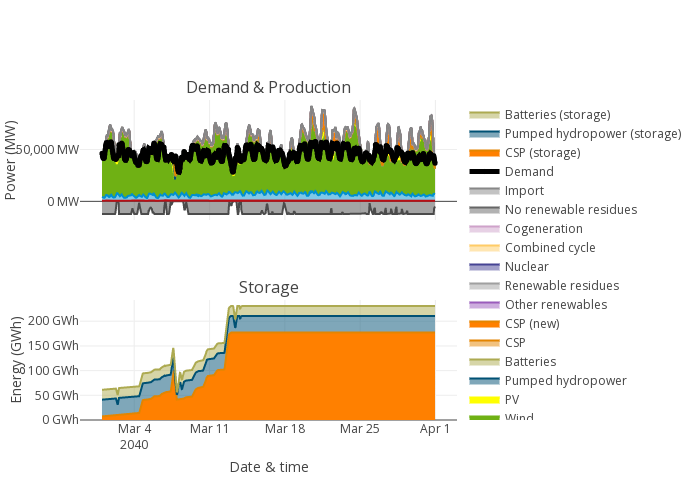 Demand & Production
Power (MW)
50,000 MW
0 MW
Storage
Energy (GWh)
200 GWh
150 GWh
100 GWh
50 GWh
0 GWh
Mar 4
2040
Mar 11
Mar 18
Mar 25
Apr 1
Date & time
Batteries (storage)
Pumped hydropower (storage)
CSP (storage)
Demand
Import
No renewable residues
Cogeneration
Combined cycle
Nuclear
Renewable residues
Other renewables
CSP (new)
CSP
Batteries
Pumped hydropower
PV
Wind